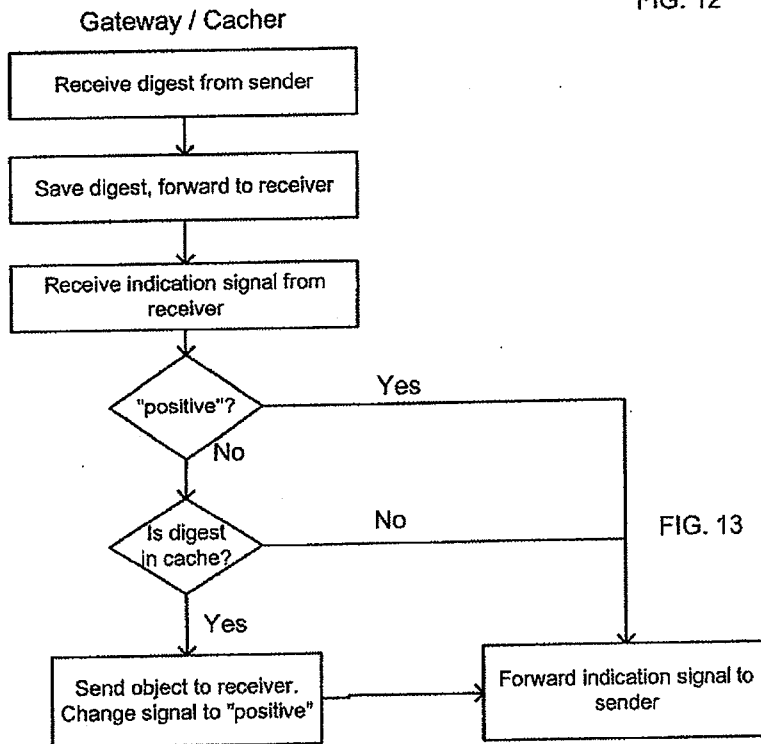 FIG. 12
Gateway / Cacher
Receive digest from sender
Save digest, forward to receiver
Receive indication signal from
receiver
"positive"?
Yes
No
Is digest
in cache?
No
FIG. 13
Yes
Send object to receiver.
Change signal to "positive"
Forward indication signal to
sender